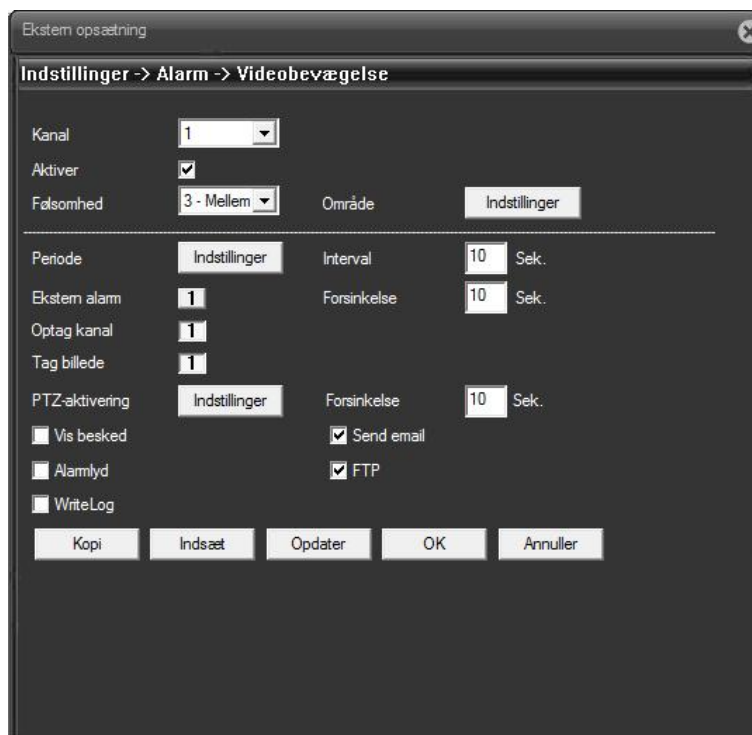 Ekstern opsætning
Indstillinger -> Alarm -> Videobevægelse
Kanal 1
Aktiver
Følsomhed 3 - Mellem Område Indstillinger
Periode Indstillinger Interval 10 Sek.
Ekstern alarm 1 Forsinkelse 10 Sek.
Optag kanal 1
Tag billede 1
PTZ-aktivering Indstillinger Forsinkelse 10 Sek.
Vis besked Send email
Alarmlyd FTP
WriteLog
Kopi Indsæt Opdater OK Annuller